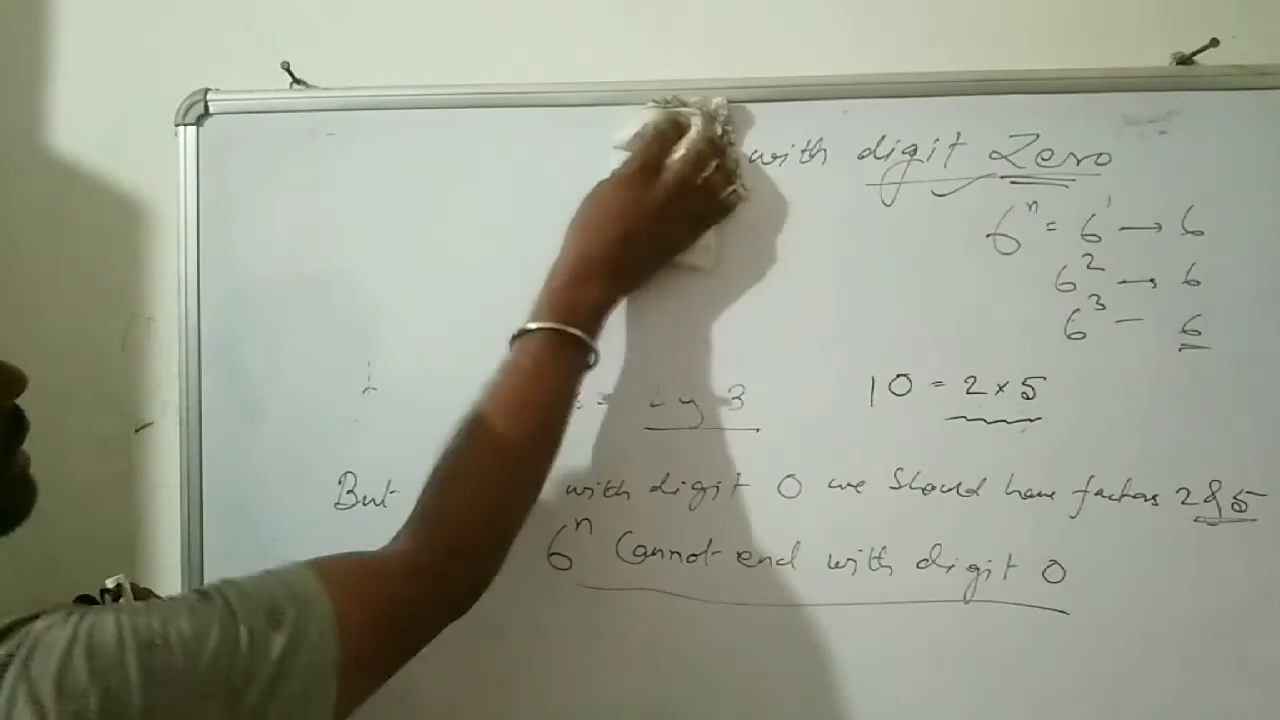 with digit Zero
6ⁿ = 6¹ → 6
6² → 6
6³ – 6
10 = 2 × 5
But with digit 0 we should have factors 2 & 5
6ⁿ Cannot end with digit 0